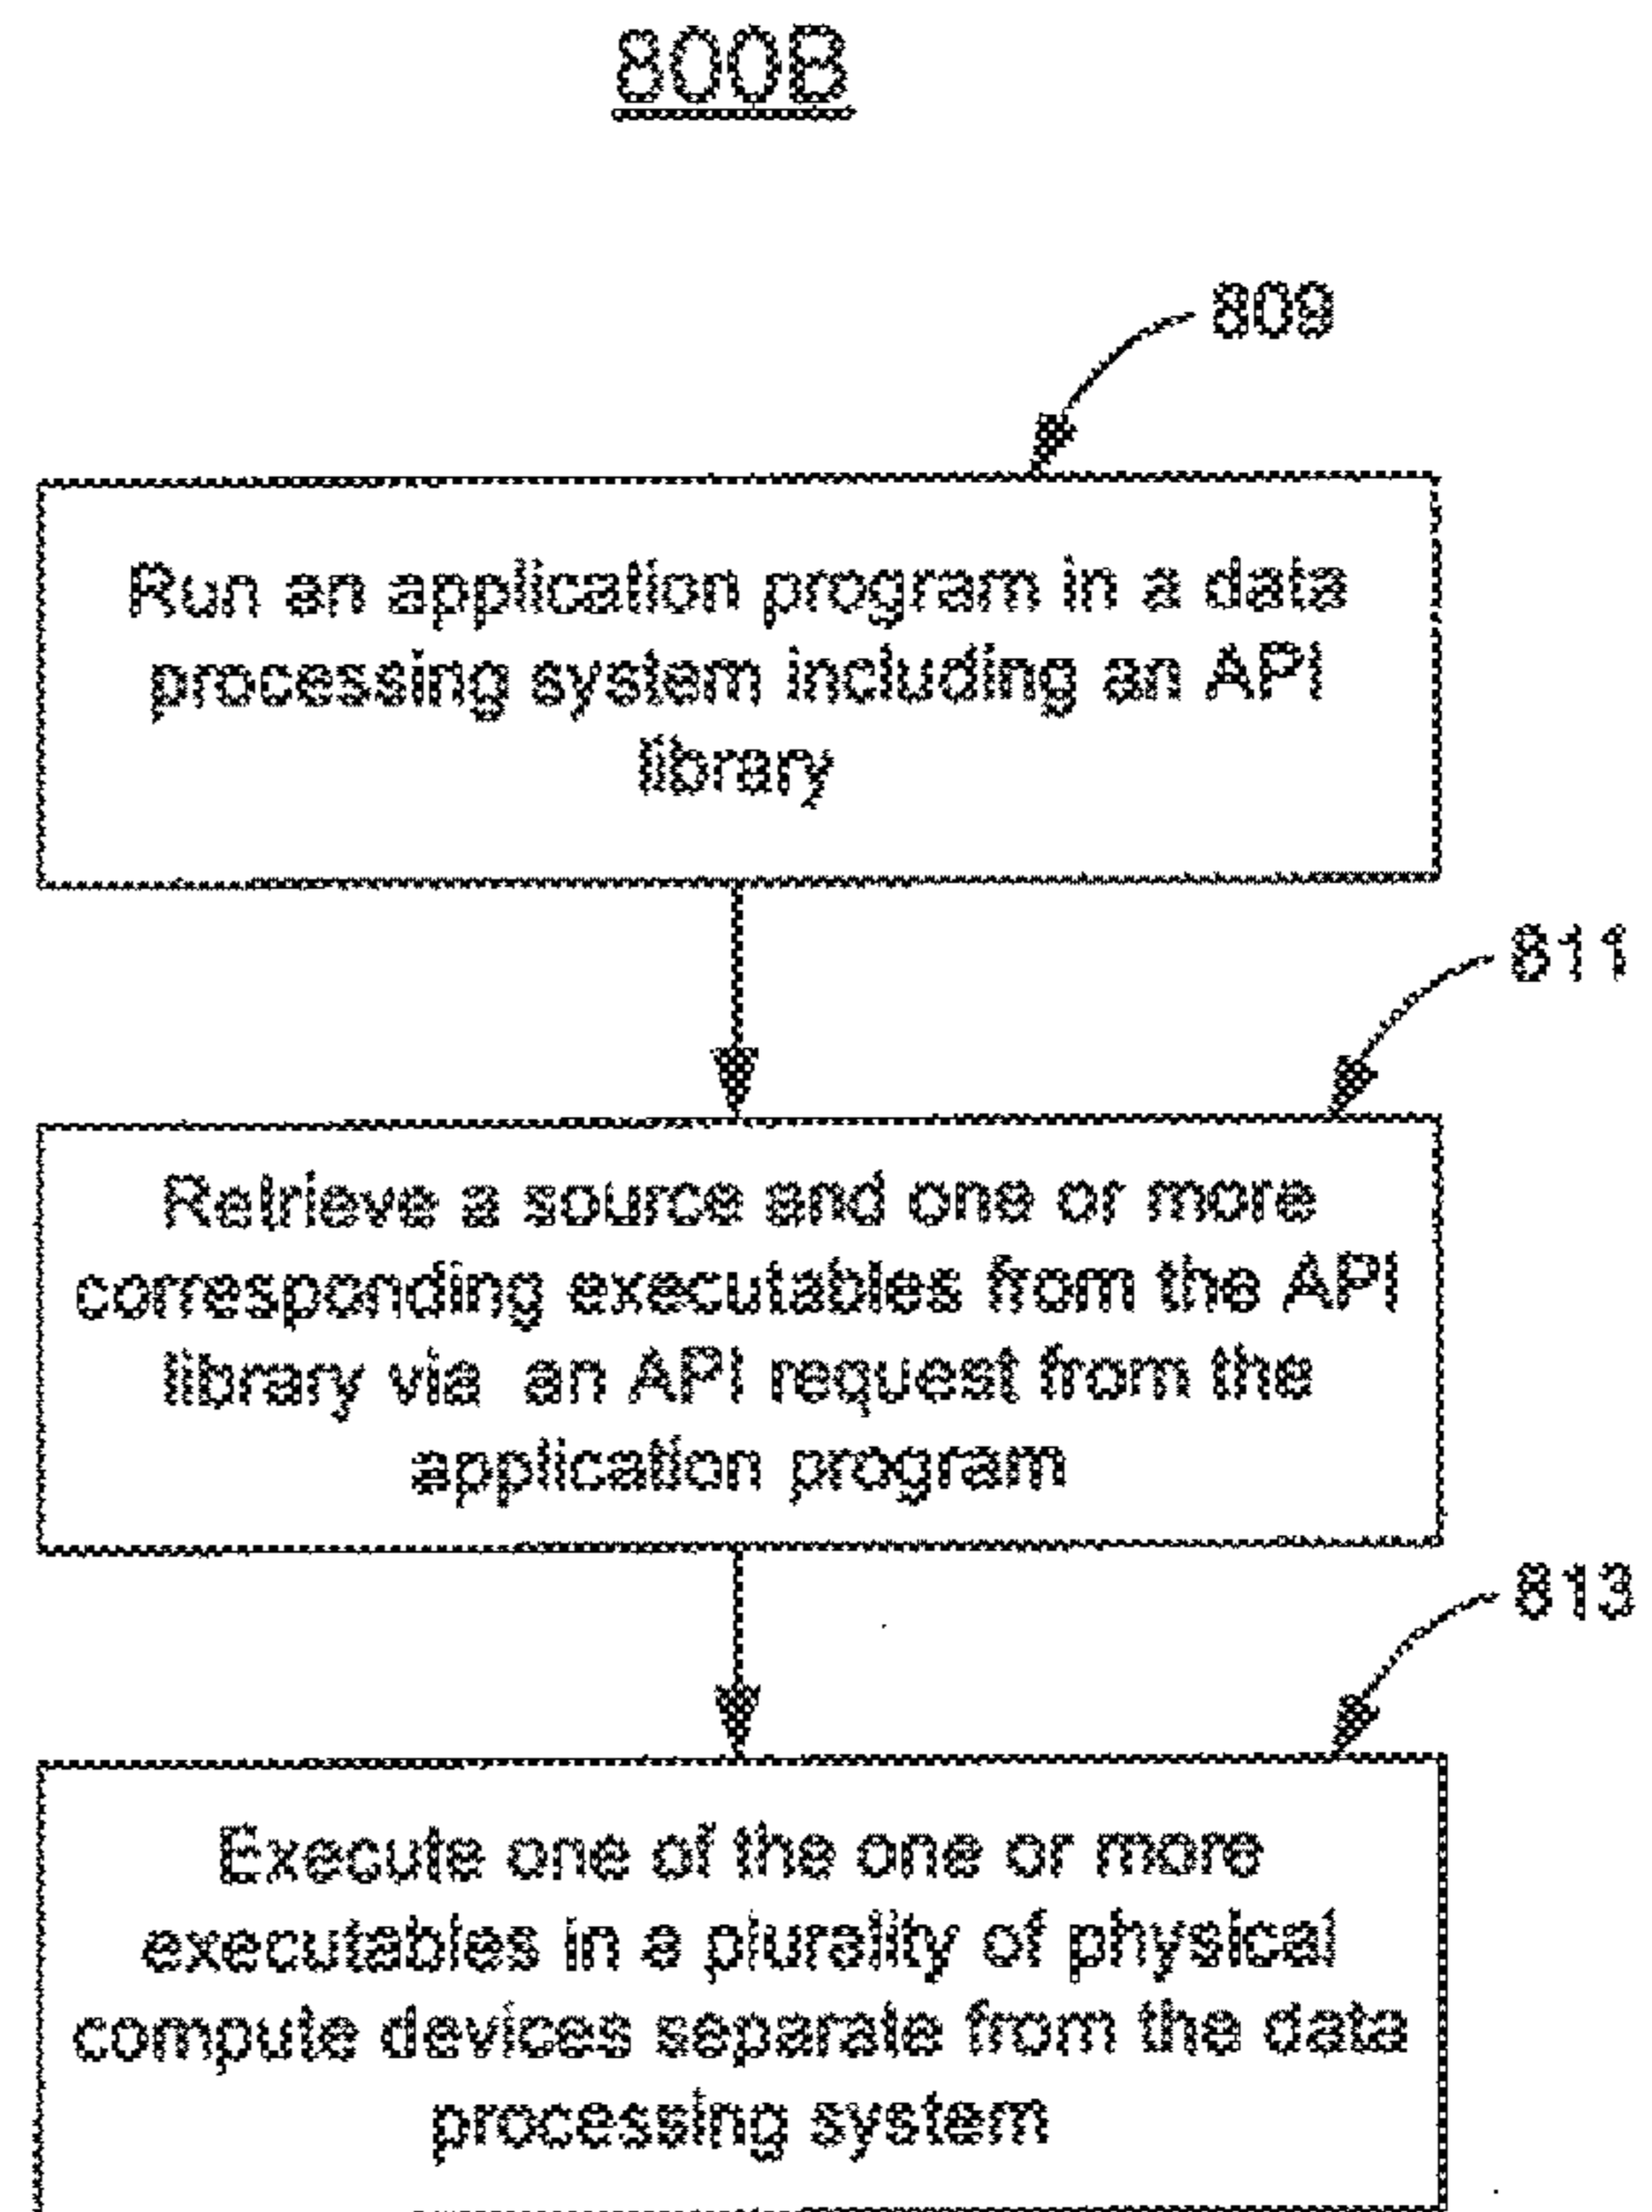 800B
809
Run an application program in a data
processing system including an API
library
811
Retrieve a source and one or more
corresponding executables from the API
library via an API request from the
application program
813
Execute one of the one or more
executables in a plurality of physical
compute devices separate from the data
processing system